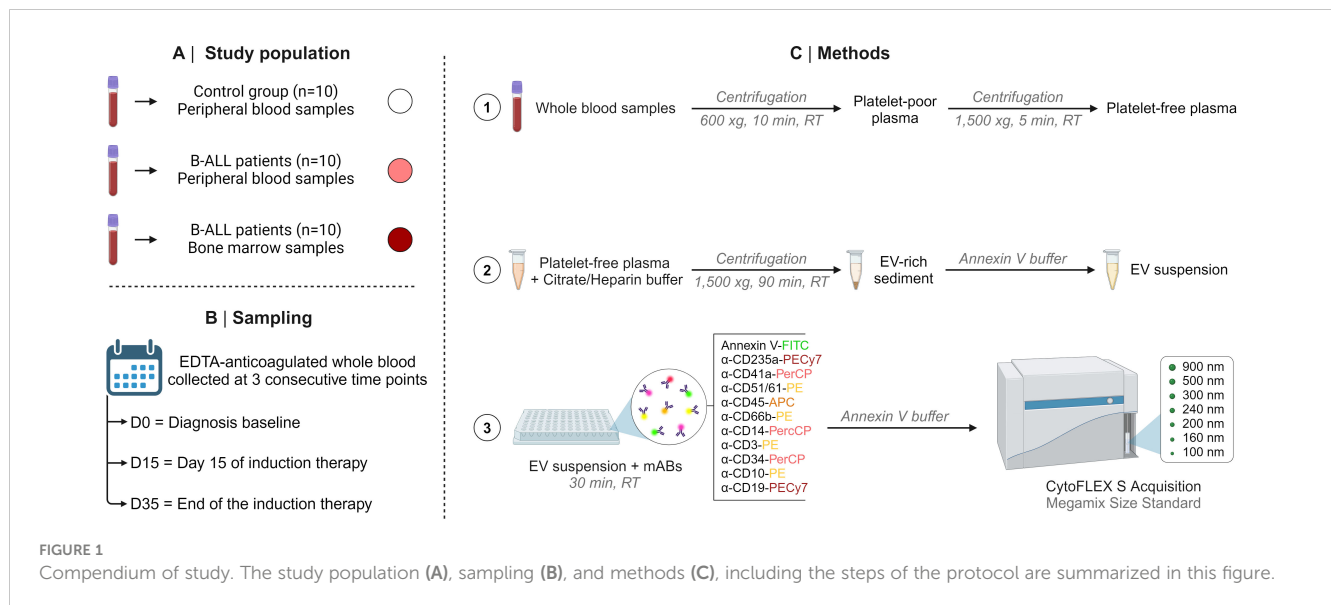 A | Study population
Control group (n=10)
Peripheral blood samples
B-ALL patients (n=10)
Peripheral blood samples
B-ALL patients (n=10)
Bone marrow samples
B | Sampling
EDTA-anticoagulated whole blood
collected at 3 consecutive time points
D0 = Diagnosis baseline
D15 = Day 15 of induction therapy
D35 = End of the induction therapy
C | Methods
1
Whole blood samples
Centrifugation
600 xg, 10 min, RT
Platelet-poor
plasma
Centrifugation
1,500 xg, 5 min, RT
Platelet-free plasma
2
Platelet-free plasma
+ Citrate/Heparin buffer
Centrifugation
1,500 xg, 90 min, RT
EV-rich
sediment
Annexin V buffer
EV suspension
3
EV suspension + mABs
30 min, RT
Annexin V-FITC
α-CD235a-PECy7
α-CD41a-PerCP
α-CD51/61-PE
α-CD45-APC
α-CD66b-PE
α-CD14-PercCP
α-CD3-PE
α-CD34-PerCP
α-CD10-PE
α-CD19-PECy7
Annexin V buffer
CytoFLEX S Acquisition
Megamix Size Standard
900 nm
500 nm
300 nm
240 nm
200 nm
160 nm
100 nm
FIGURE 1
Compendium of study. The study population (A), sampling (B), and methods (C), including the steps of the protocol are summarized in this figure.